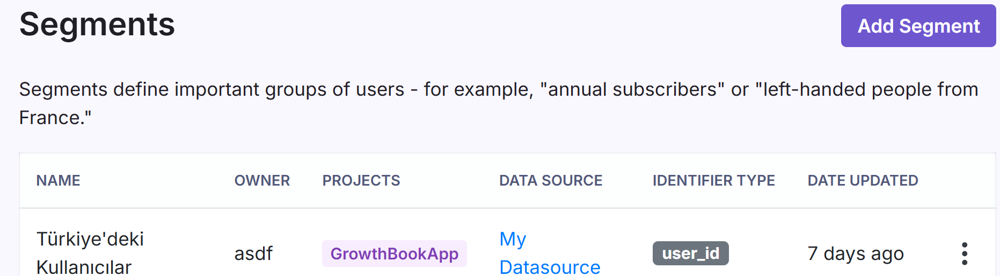 Segments
Add Segment
Segments define important groups of users - for example, "annual subscribers" or "left-handed people from
France."
NAME OWNER PROJECTS DATA SOURCE IDENTIFIER TYPE DATE UPDATED
Türkiye'deki
Kullanıcılar
asdf
GrowthBookApp
My
Datasource
user_id
7 days ago